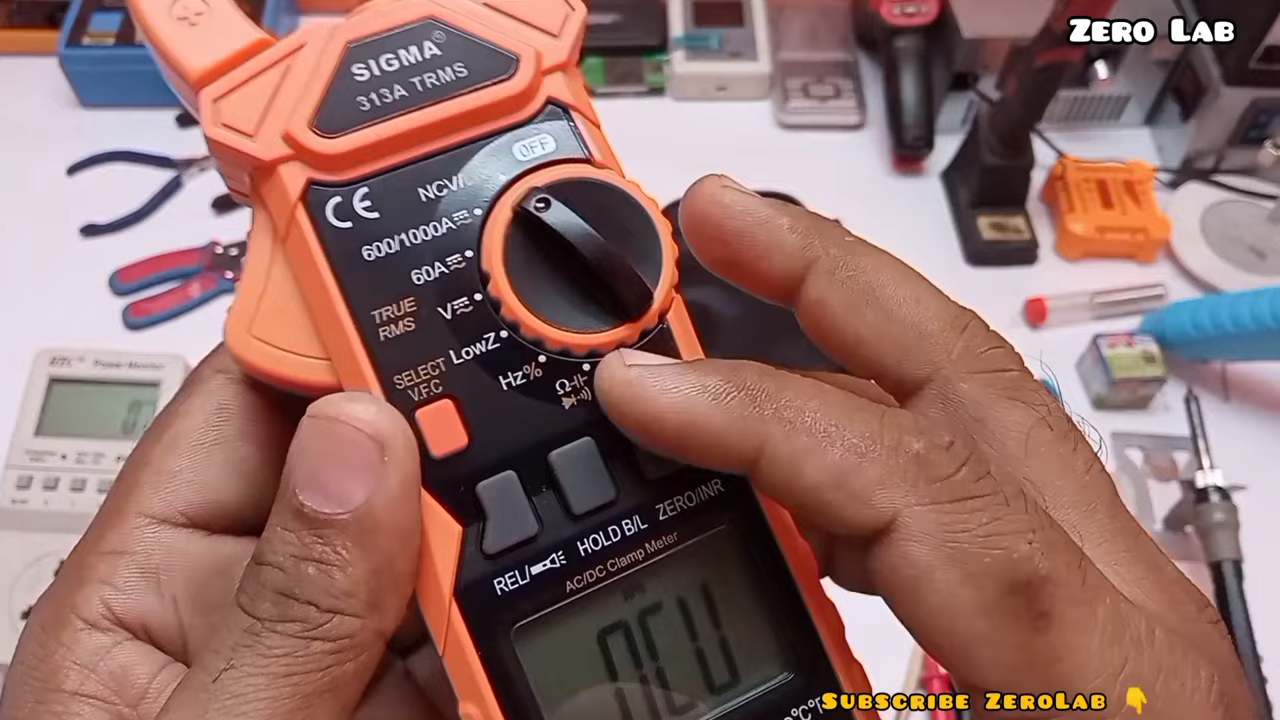 ZERO LAB
SIGMA®
313A TRMS
OFF
CE
NCV/
600/1000A
60A
TRUE
RMS
V
LowZ
SELECT
V.F.C
Hz%
Ω
REL/
HOLD B/L
ZERO/INR
AC/DC Clamp Meter
NCU
°C°F
SUBSCRIBE ZEROLAB 👇